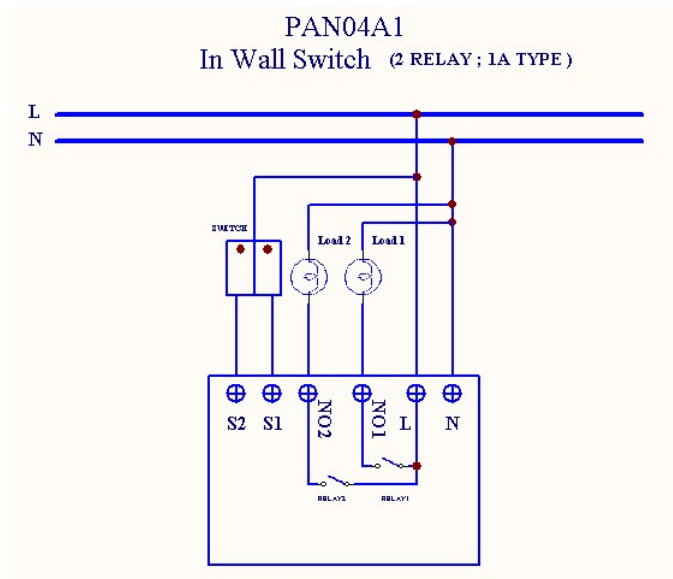 PAN04A1
In Wall Switch (2 RELAY ; 1A TYPE )
L
N
SWITCH
Load 2 Load 1
S2 S1 NO2 NO1 L N
RELAY2 RELAY1